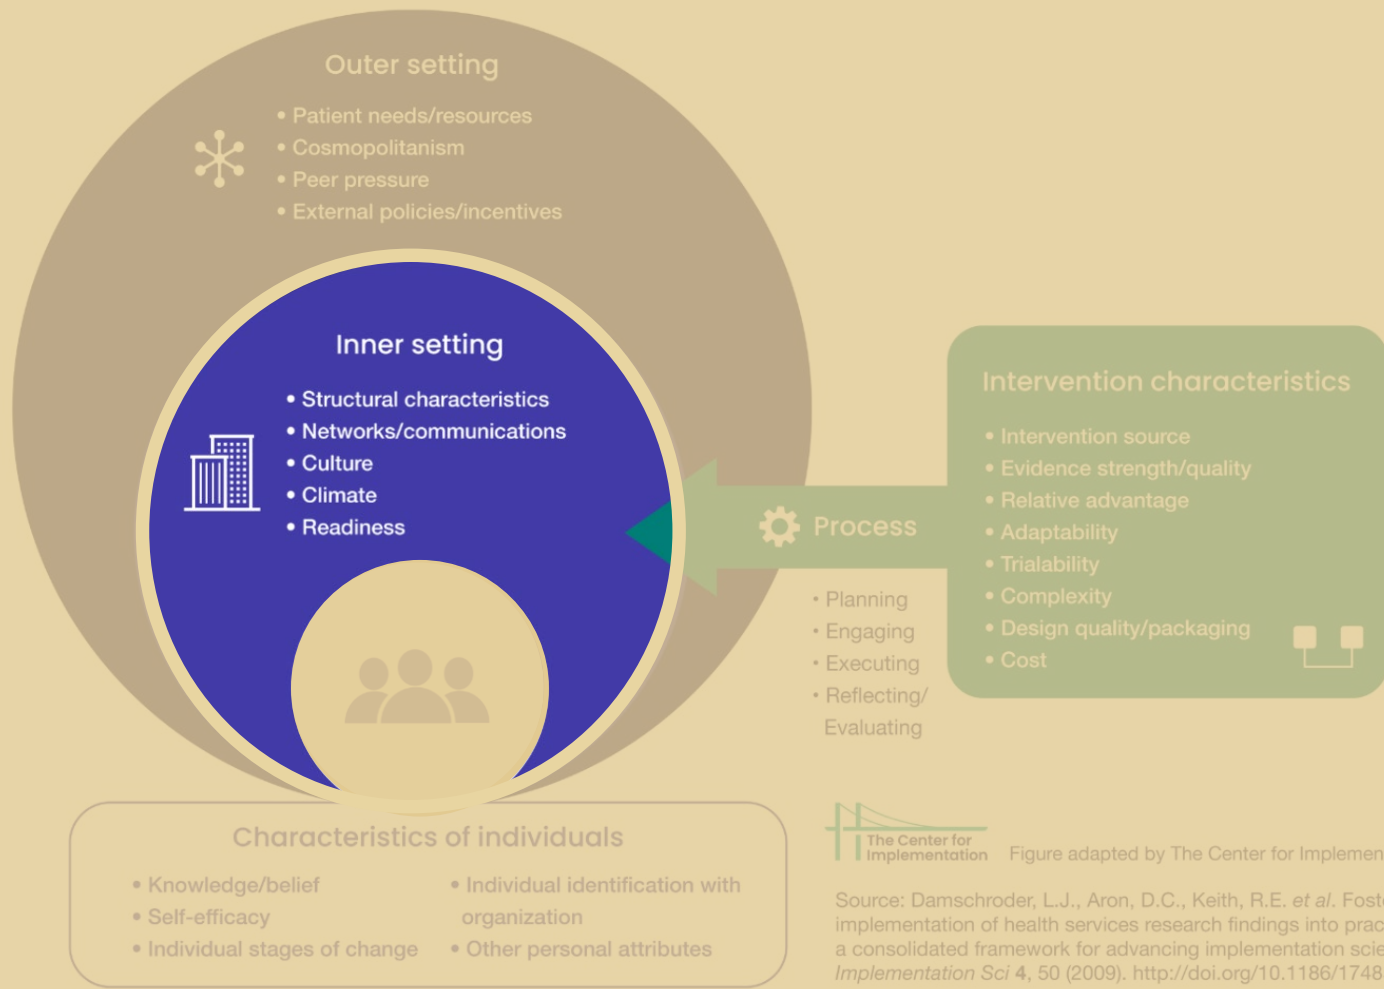 Outer setting
• Patient needs/resources
• Cosmopolitanism
• Peer pressure
• External policies/incentives
Inner setting
• Structural characteristics
• Networks/communications
• Culture
• Climate
• Readiness
Process
• Planning
• Engaging
• Executing
• Reflecting/
Evaluating
Intervention characteristics
• Intervention source
• Evidence strength/quality
• Relative advantage
• Adaptability
• Trialability
• Complexity
• Design quality/packaging
• Cost
Characteristics of individuals
• Knowledge/belief
• Self-efficacy
• Individual stages of change
• Individual identification with
organization
• Other personal attributes
The Center for
Implementation
Figure adapted by The Center for Implemen
Source: Damschroder, L.J., Aron, D.C., Keith, R.E. et al. Foste
implementation of health services research findings into prac
a consolidated framework for advancing implementation scie
Implementation Sci 4, 50 (2009). http://doi.org/10.1186/1748